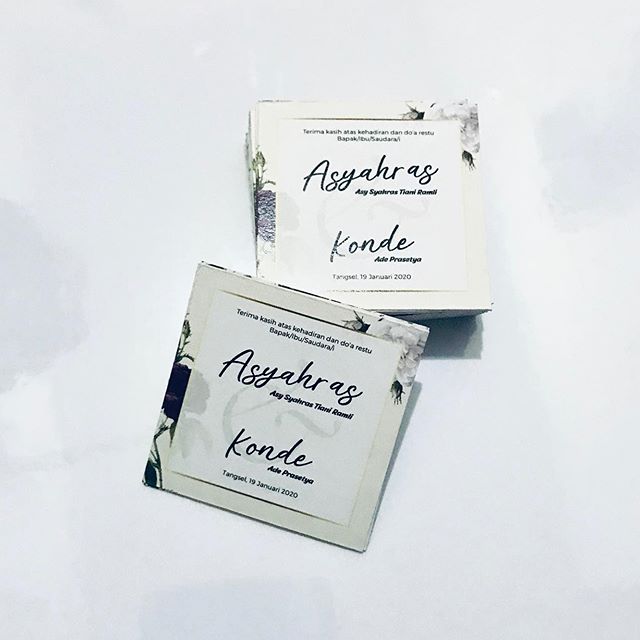 Terima kasih atas kehadiran dan do'a restu
Bapak/Ibu/Saudara/i
Asyahras
Asy Syahras Tiani Ramli
Konde
Ade Prasetya
Tangsel, 19 Januari 2020
Terima kasih atas kehadiran dan do'a restu
Bapak/Ibu/Saudara/i
Asyahras
Asy Syahras Tiani Ramli
Konde
Ade Prasetya
Tangsel, 19 Januari 2020